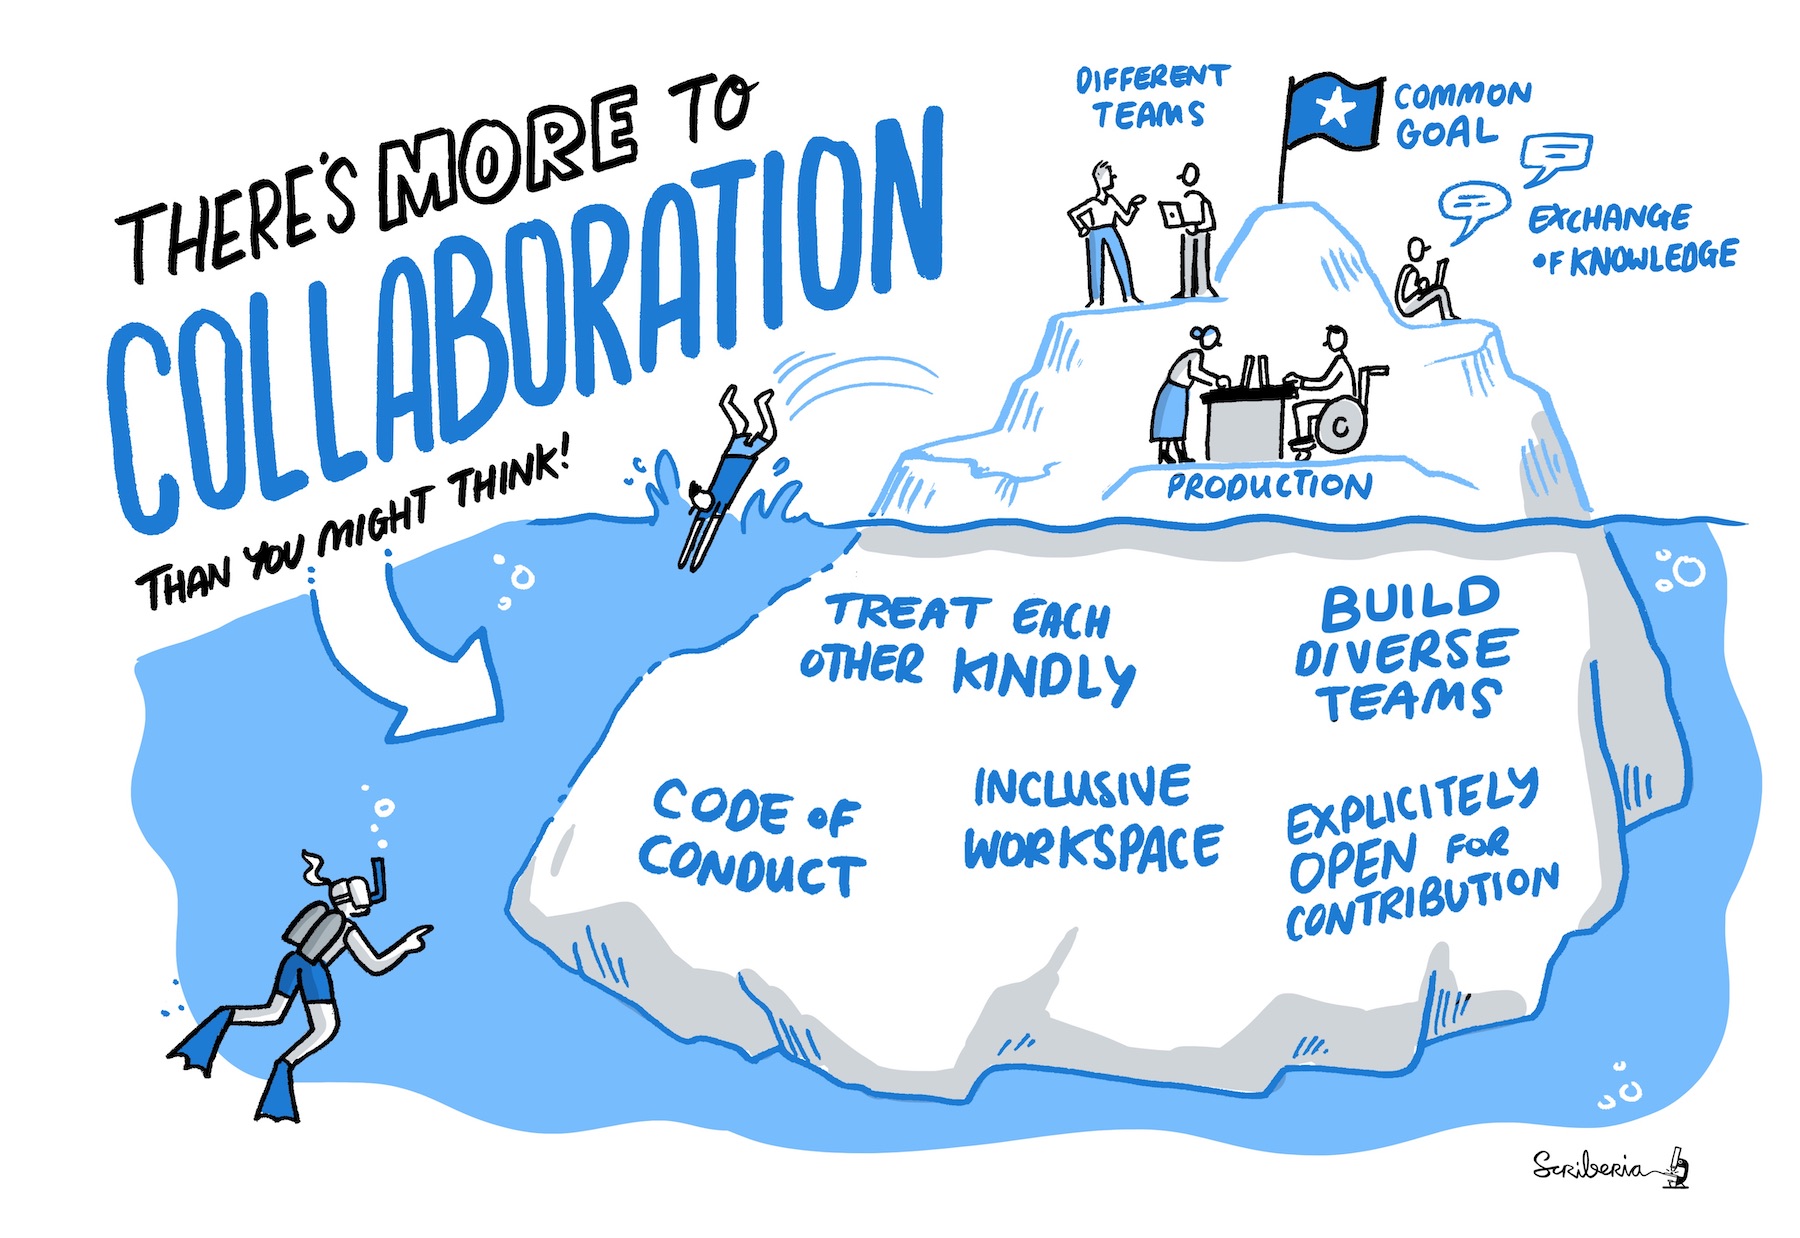 THERE'S MORE TO
COLLABORATION
THAN YOU MIGHT THINK!
DIFFERENT
TEAMS
COMMON
GOAL
EXCHANGE
OF KNOWLEDGE
PRODUCTION
TREAT EACH
OTHER KINDLY
BUILD
DIVERSE
TEAMS
CODE OF
CONDUCT
INCLUSIVE
WORKSPACE
EXPLICITELY
OPEN FOR
CONTRIBUTION
Scriberia